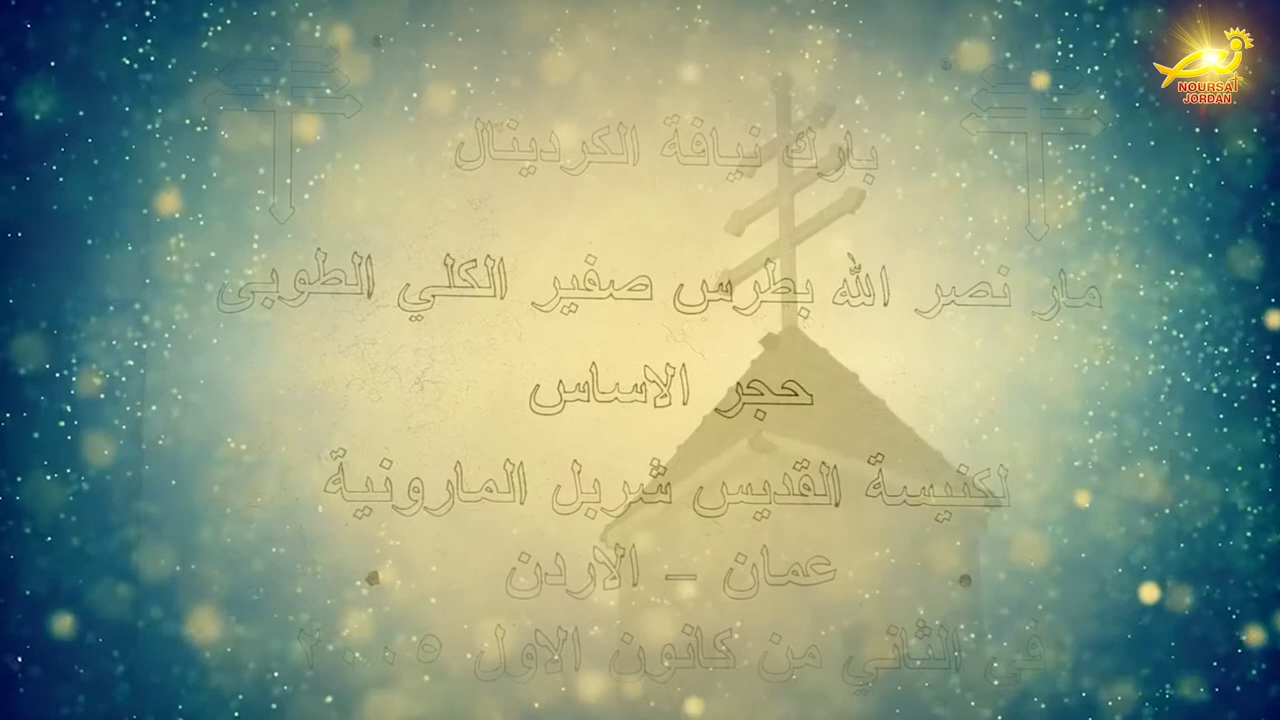 NOURSAT
JORDAN
بارك نيافة الكردينال
مار نصر الله بطرس صفير الكلي الطوبى
حجر الاساس
لكنيسة القديس شربل المارونية
عمان – الاردن
في الثاني من كانون الاول ٢٠٠٥